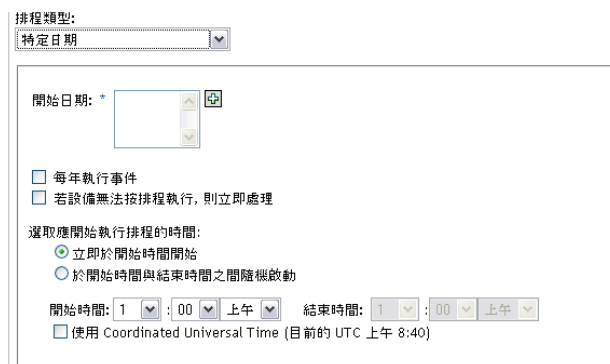 排程類型:
特定日期
開始日期: *
每年執行事件
若設備無法按排程執行, 則立即處理
選取應開始執行排程的時間:
立即於開始時間開始
於開始時間與結束時間之間隨機啟動
開始時間: 1 : 00 上午 結束時間: 1 : 00 上午
使用 Coordinated Universal Time (目前的 UTC 上午 8:40)